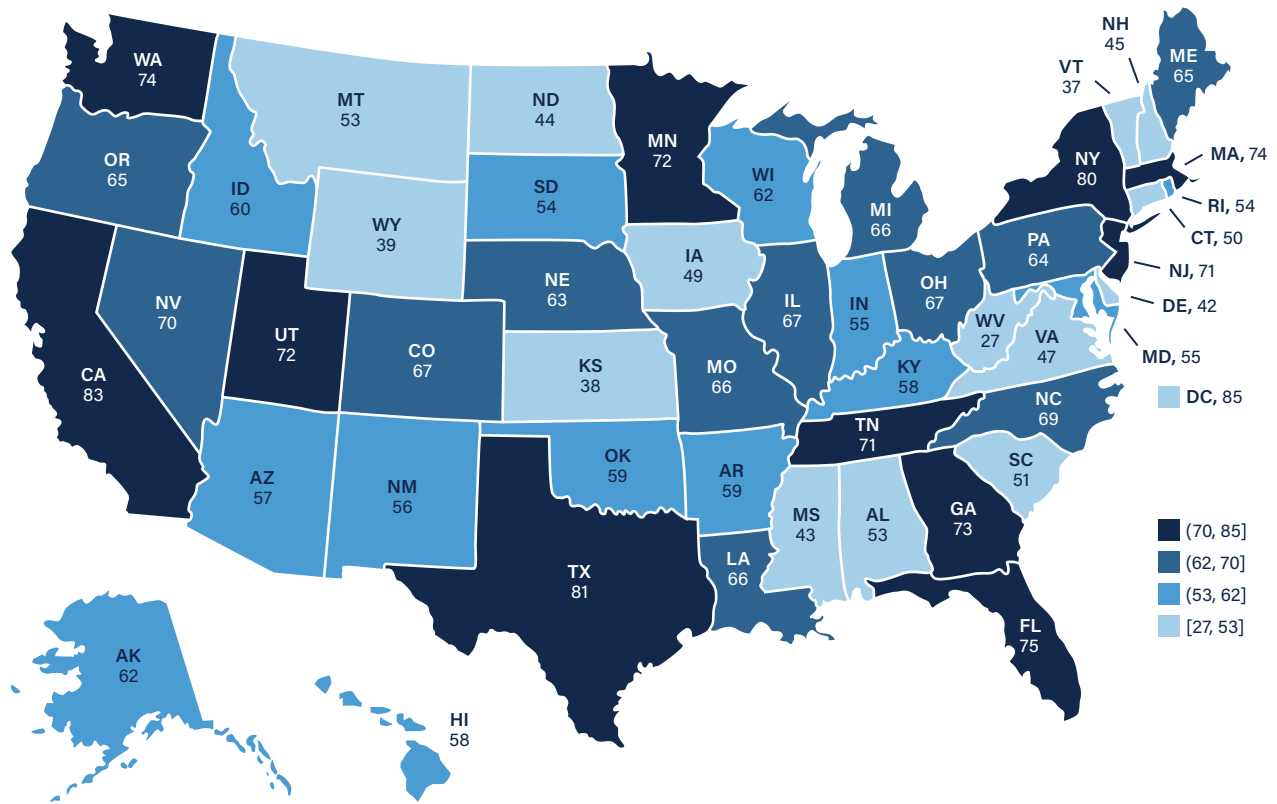 NH
45
ME
65
VT
37
WA
74
MT
53
ND
44
MN
72
OR
65
ID
60
WY
39
SD
54
WI
62
MI
66
NY
80
MA, 74
RI, 54
CT, 50
NJ, 71
DE, 42
MD, 55
DC, 85
PA
64
IA
49
NE
63
NV
70
UT
72
CO
67
IL
67
IN
55
OH
67
WV
27
VA
47
CA
83
KS
38
MO
66
KY
58
NC
69
TN
71
AZ
57
NM
56
OK
59
AR
59
SC
51
MS
43
AL
53
GA
73
LA
66
TX
81
FL
75
AK
62
HI
58
(70, 85]
(62, 70]
(53, 62]
[27, 53]